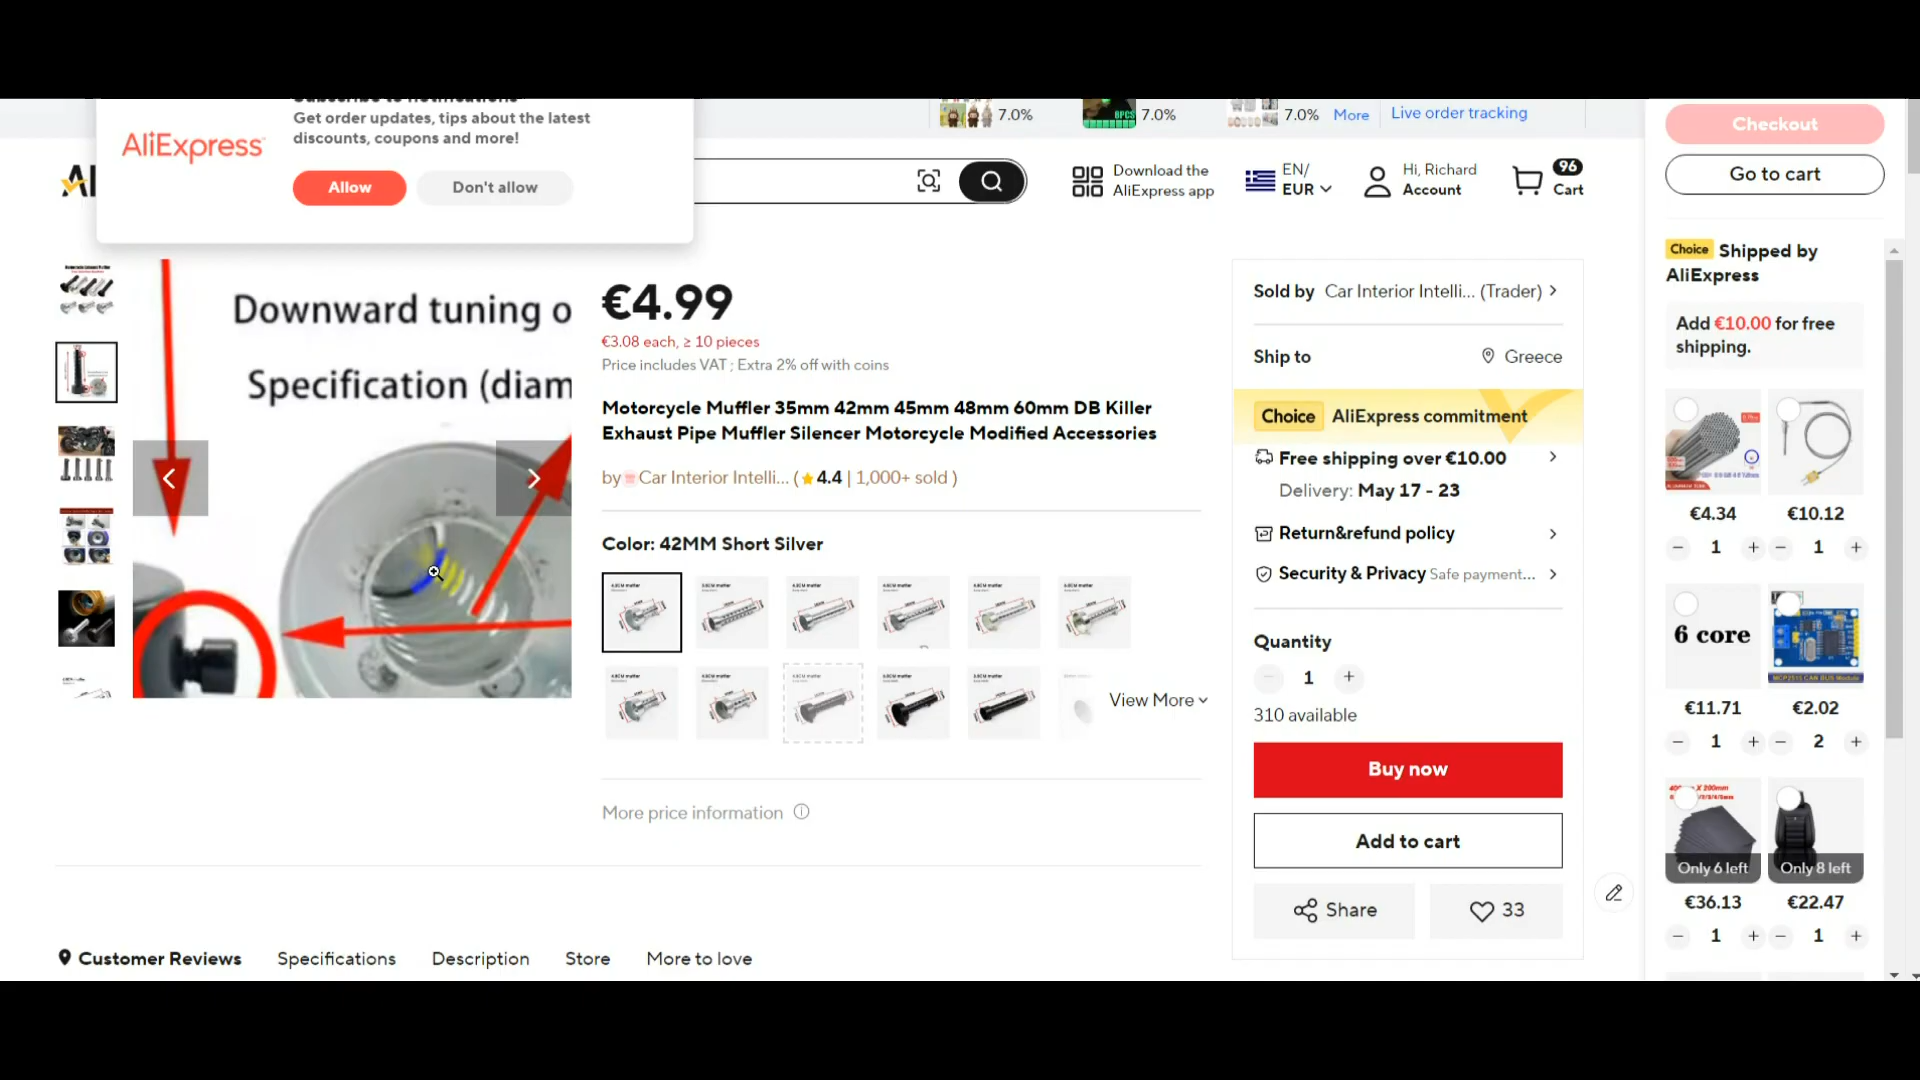 Get order updates, tips about the latest
discounts, coupons and more!
AliExpress
Allow
Don't allow
7.0%
7.0%
7.0%
More
Live order tracking
Download the
AliExpress app
EN/
EUR
Hi, Richard
Account
96
Cart
Checkout
Go to cart
Downward tuning o
Specification (diam
€4.99
€3.08 each, ≥ 10 pieces
Price includes VAT ; Extra 2% off with coins
Motorcycle Muffler 35mm 42mm 45mm 48mm 60mm DB Killer
Exhaust Pipe Muffler Silencer Motorcycle Modified Accessories
by Car Interior Intelli... ( 4.4 | 1,000+ sold )
Color: 42MM Short Silver
View More
More price information
Sold by Car Interior Intelli... (Trader)
Ship to Greece
Choice AliExpress commitment
Free shipping over €10.00
Delivery: May 17 - 23
Return&refund policy
Security & Privacy Safe payment...
Quantity
1
310 available
Buy now
Add to cart
Share
33
Choice Shipped by
AliExpress
Add €10.00 for free
shipping.
€4.34
€10.12
1
1
6 core
MCP2515 CAN BUS Module
€11.71
€2.02
1
2
Only 6 left
Only 8 left
€36.13
€22.47
1
1
Customer Reviews
Specifications
Description
Store
More to love